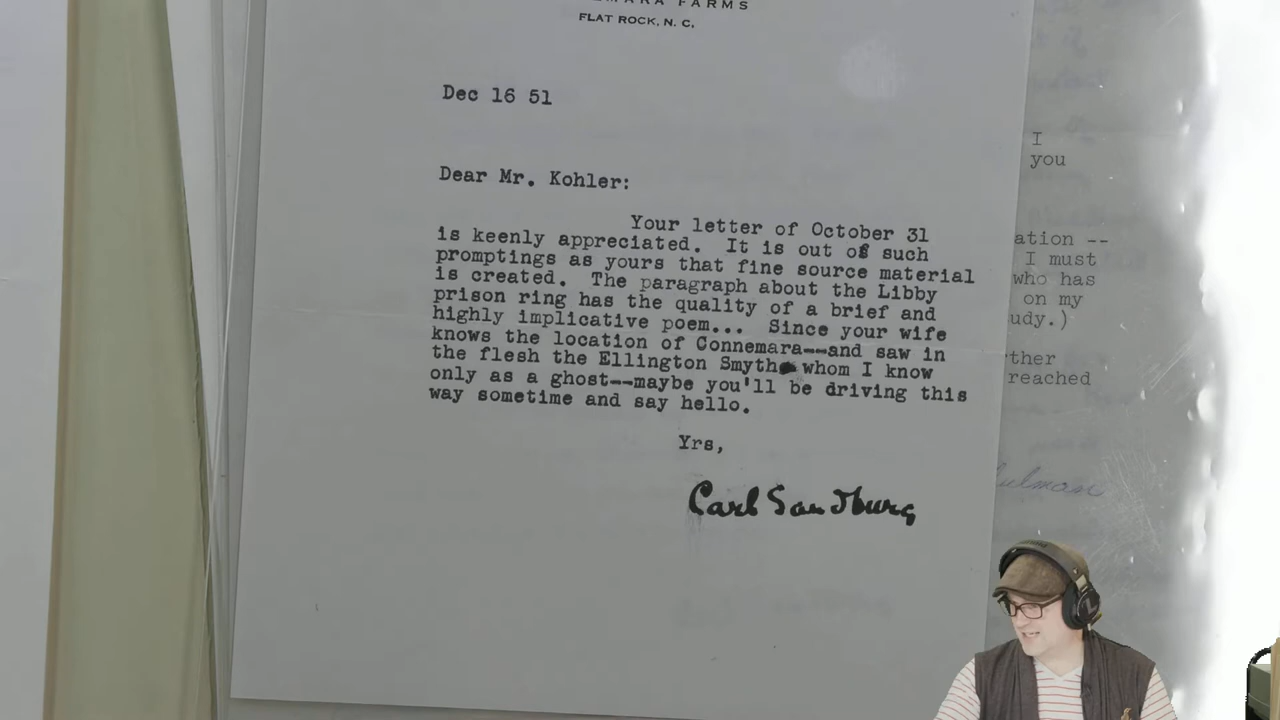 FARMS
FLAT ROCK, N. C.
Dec 16 51
Dear Mr. Kohler:
Your letter of October 31
is keenly appreciated. It is out of such
promptings as yours that fine source material
is created. The paragraph about the Libby
prison ring has the quality of a brief and
highly implicative poem... Since your wife
knows the location of Connemara--and saw in
the flesh the Ellington Smyth whom I know
only as a ghost--maybe you'll be driving this
way sometime and say hello.
Yrs,
Carl Sandburg
I
you
ation --
I must
who has
on my
udy.)
ther
reached